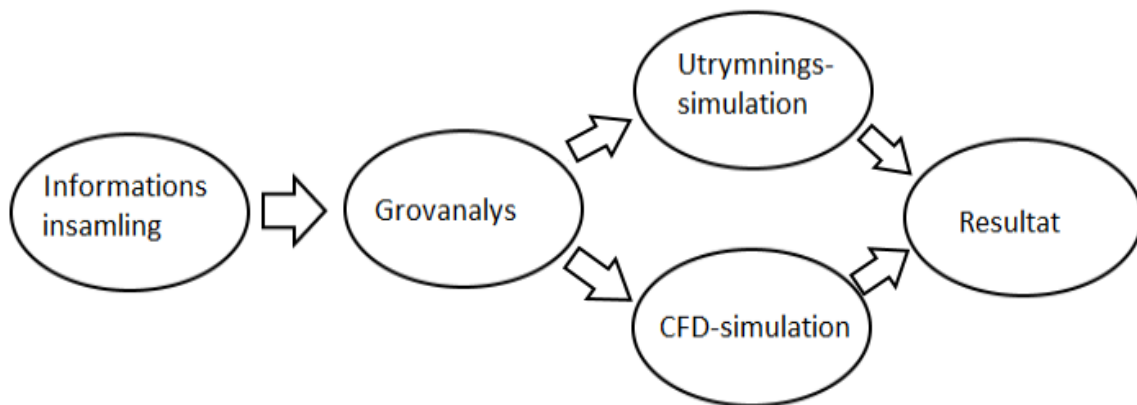 Informations
insamling
Grovanalys
Utrymnings-
simulation
CFD-simulation
Resultat